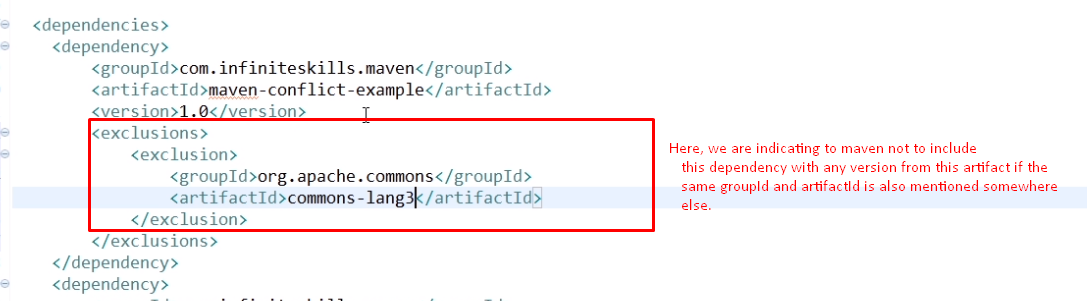 <dependencies>
<dependency>
<groupId>com.infiniteskills.maven</groupId>
<artifactId>maven-conflict-example</artifactId>
<version>1.0</version>
<exclusions>
<exclusion>
<groupId>org.apache.commons</groupId>
<artifactId>commons-lang3</artifactId>
</exclusion>
</exclusions>
</dependency>
<dependency>
Here, we are indicating to maven not to include
this dependency with any version from this artifact if the
same groupId and artifactId is also mentioned somewhere
else.